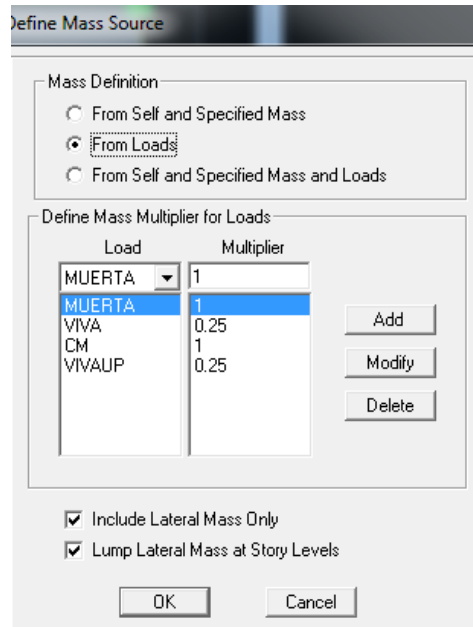 Define Mass Source
Mass Definition
From Self and Specified Mass
From Loads
From Self and Specified Mass and Loads
Define Mass Multiplier for Loads
Load Multiplier
MUERTA 1
MUERTA 1
VIVA 0.25
CM 1
VIVAUP 0.25
Add
Modify
Delete
Include Lateral Mass Only
Lump Lateral Mass at Story Levels
OK Cancel